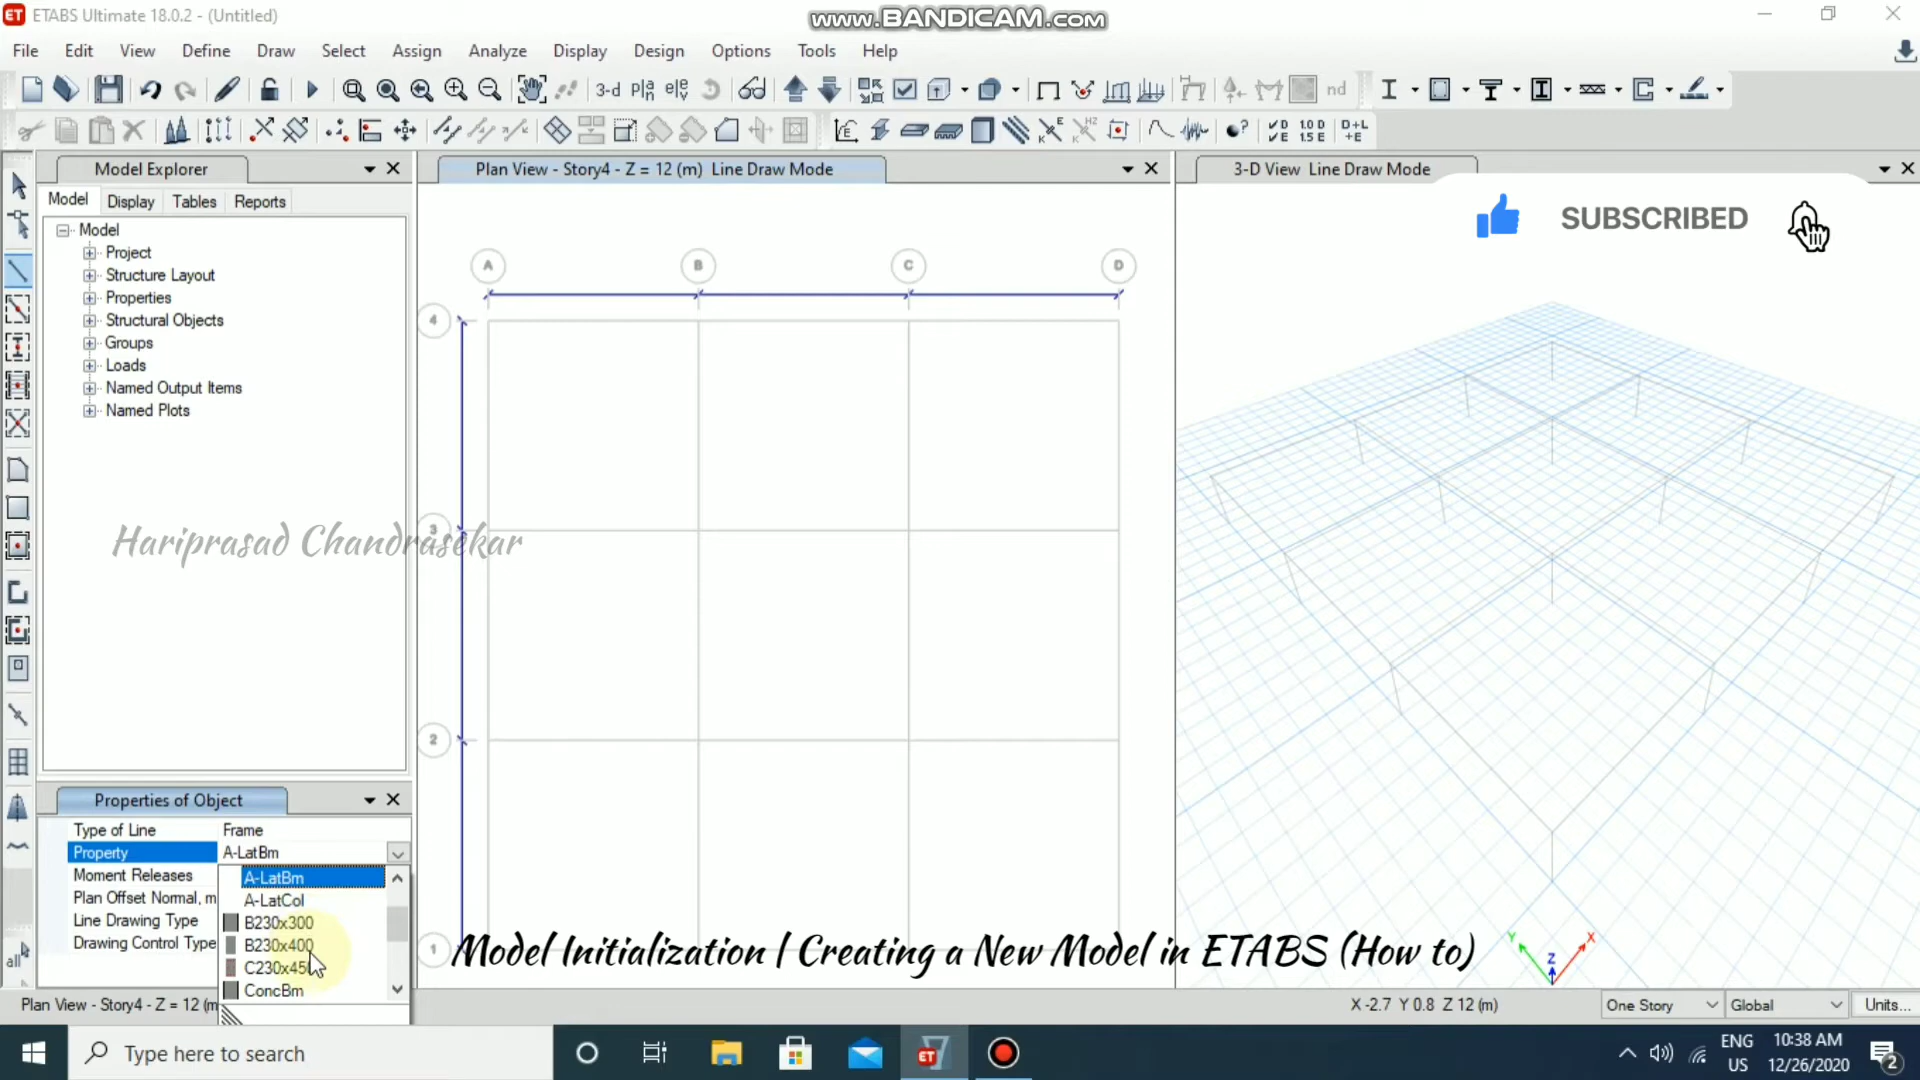 ETABS Ultimate 18.0.2 - (Untitled)
www.BANDICAM.com
File Edit View Define Draw Select Assign Analyze Display Design Options Tools Help
3-d nd
Model Explorer
Plan View - Story4 - Z = 12 (m) Line Draw Mode
3-D View Line Draw Mode
Model Display Tables Reports
SUBSCRIBED
Model
Project
Structure Layout
Properties
Structural Objects
Groups
Loads
Named Output Items
Named Plots
A B C D
4
3
2
1
Hariprasad Chandrasekar
Properties of Object
Type of Line Frame
Property A-LatBm
Moment Releases
Plan Offset Normal, m
Line Drawing Type
Drawing Control Type
A-LatBm
A-LatCol
B230x300
B230x400
C230x450
ConcBm
all
Model Initialization | Creating a New Model in ETABS (How to)
Y X Z
Plan View - Story4 - Z = 12 (m
X -2.7 Y 0.8 Z 12 (m)
One Story Global Units...
Type here to search
ET
ENG
US
10:38 AM
12/26/2020
2